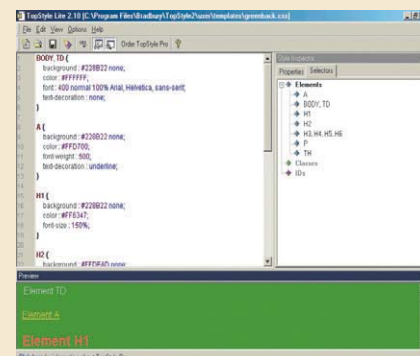 TopStyle Lite 2.10 [C:\Program Files\Bradbury\TopStyle2\user\templates\greenback.css]
File Edit View Options Help
Order TopStyle Pro
BODY, TD {
background : #228B22 none;
color : #FFFFFF;
font : 400 normal 100% Arial, Helvetica, sans-serif;
text-decoration : none;
}
A {
background : #228B22 none;
color : #FFD700;
font-weight : 500;
text-decoration : underline;
}
H1 {
background : #228B22 none;
color : #FF6347;
font-size : 150%;
}
H2 {
background : #FFDEAD none;
Style Inspector
Properties Selectors
Elements
A
BODY, TD
H1
H2
H3, H4, H5, H6
P
TH
Classes
IDs
Preview
Element TD
Element A
Element H1